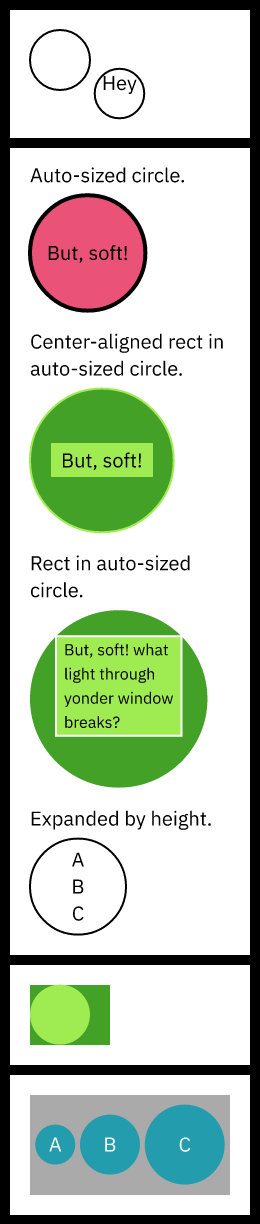 Hey
Auto-sized circle.
But, soft!
Center-aligned rect in
auto-sized circle.
But, soft!
Rect in auto-sized
circle.
But, soft! what
light through
yonder window
breaks?
Expanded by height.
A
B
C
A B C